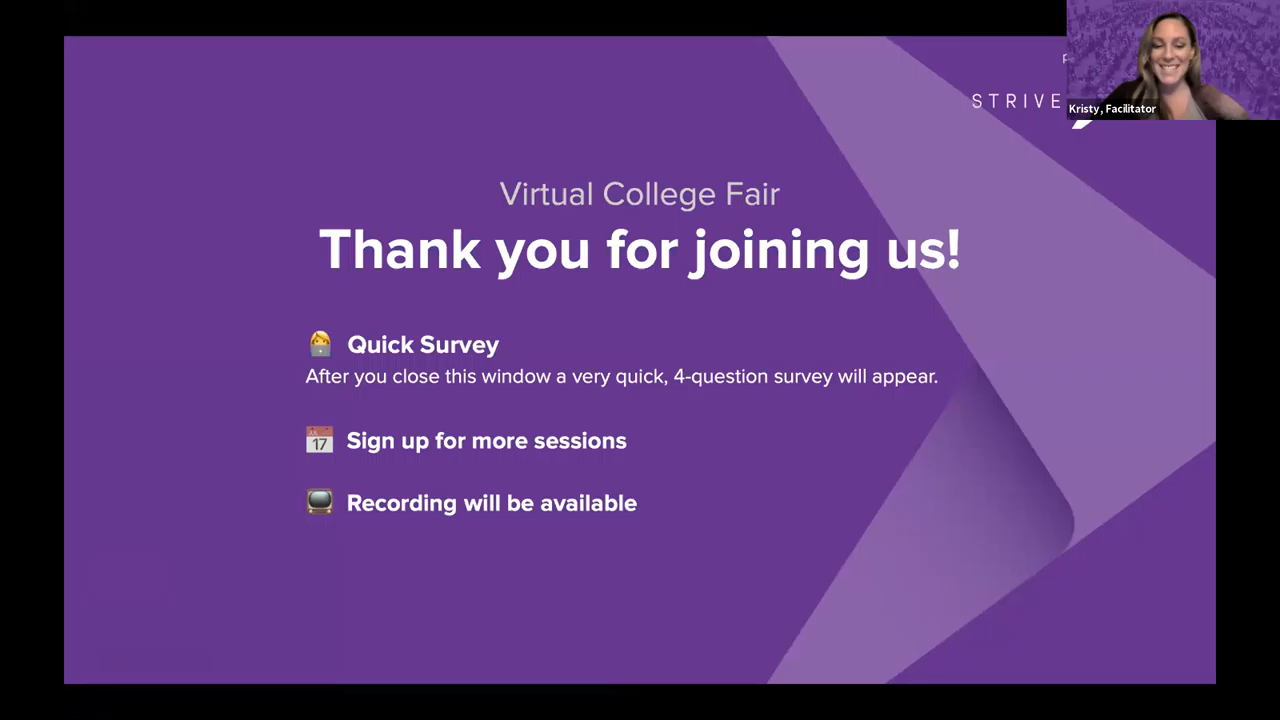 STRIVE
Kristy, Facilitator
Virtual College Fair
Thank you for joining us!
Quick Survey
After you close this window a very quick, 4-question survey will appear.
17
Sign up for more sessions
Recording will be available